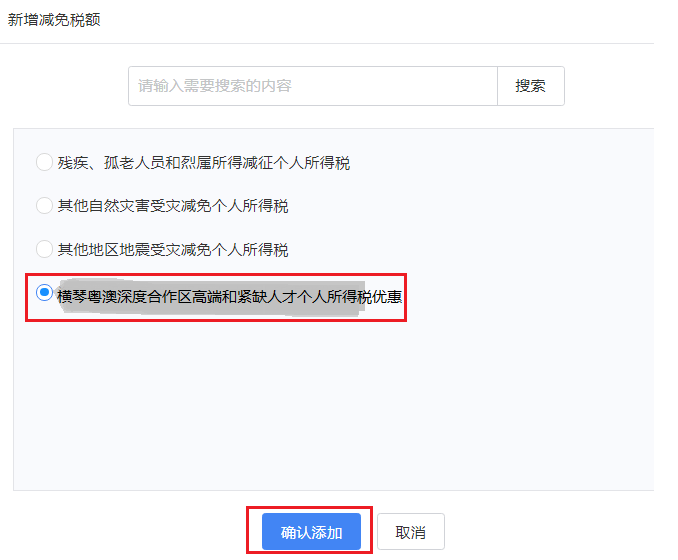 新增减免税额
请输入需要搜索的内容 搜索
残疾、孤老人员和烈属所得减征个人所得税
其他自然灾害受灾减免个人所得税
其他地区地震受灾减免个人所得税
横琴粤澳深度合作区高端和紧缺人才个人所得税优惠
确认添加 取消